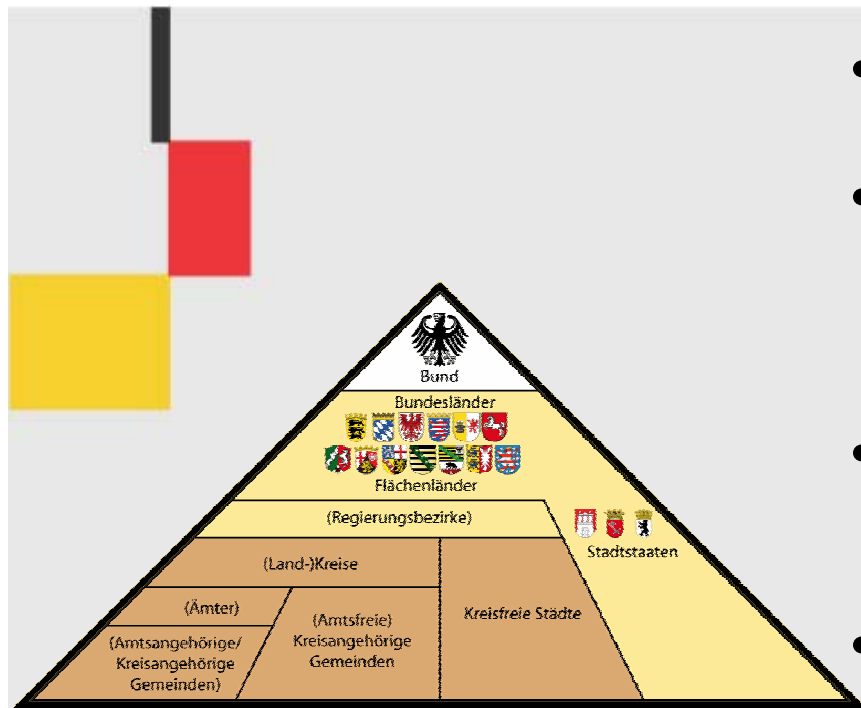 Bund
Bundesländer
Flächenländer
(Regierungsbezirke)
Stadtstaaten
(Land-)Kreise
(Ämter)
(Amtsangehörige/
Kreisangehörige
Gemeinden)
(Amtsfreie)
Kreisangehörige
Gemeinden
Kreisfreie Städte